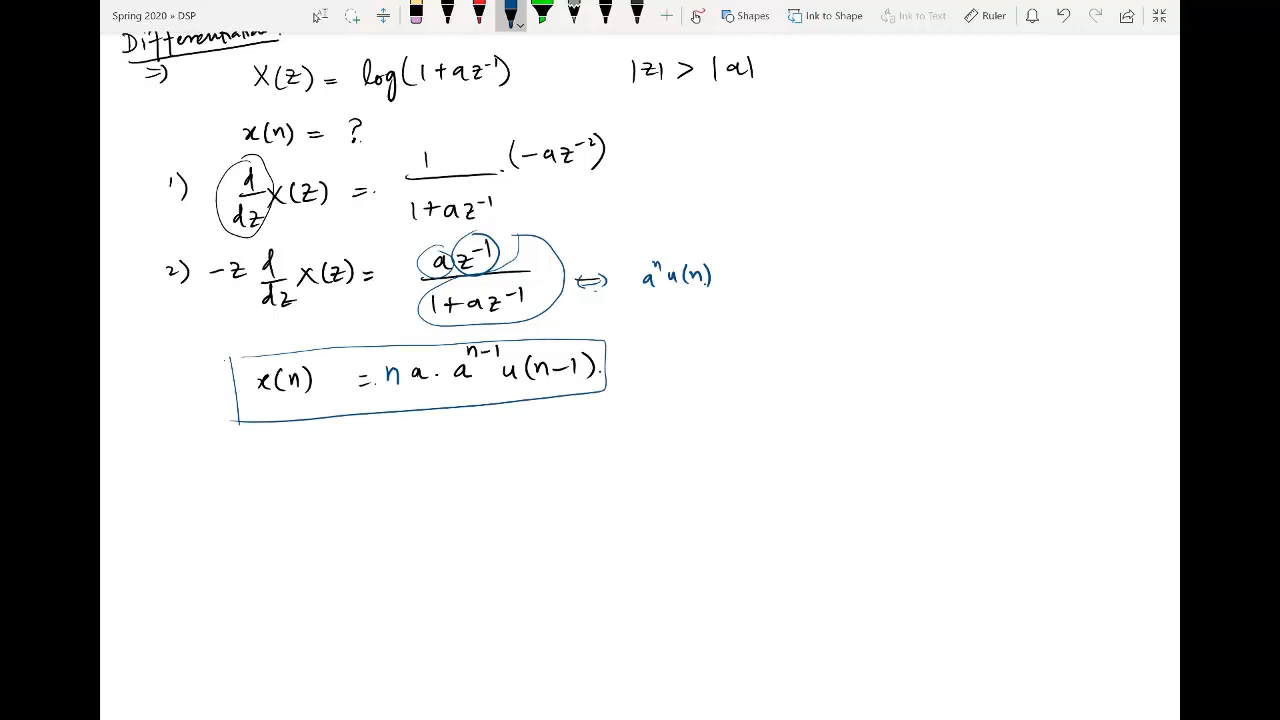 Spring 2020 » DSP
Shapes Ink to Shape Ink to Text Ruler
Differentiation:
⇒) X(z) = log(1+az⁻¹) |z| > |a|
x(n) = ?
1) d/dz X(z) = 1/(1+az⁻¹) · (-az⁻²)
2) -z d/dz X(z) = az⁻¹/(1+az⁻¹) ⇔ aⁿ u(n)
x(n) = n a · aⁿ⁻¹ u(n-1).